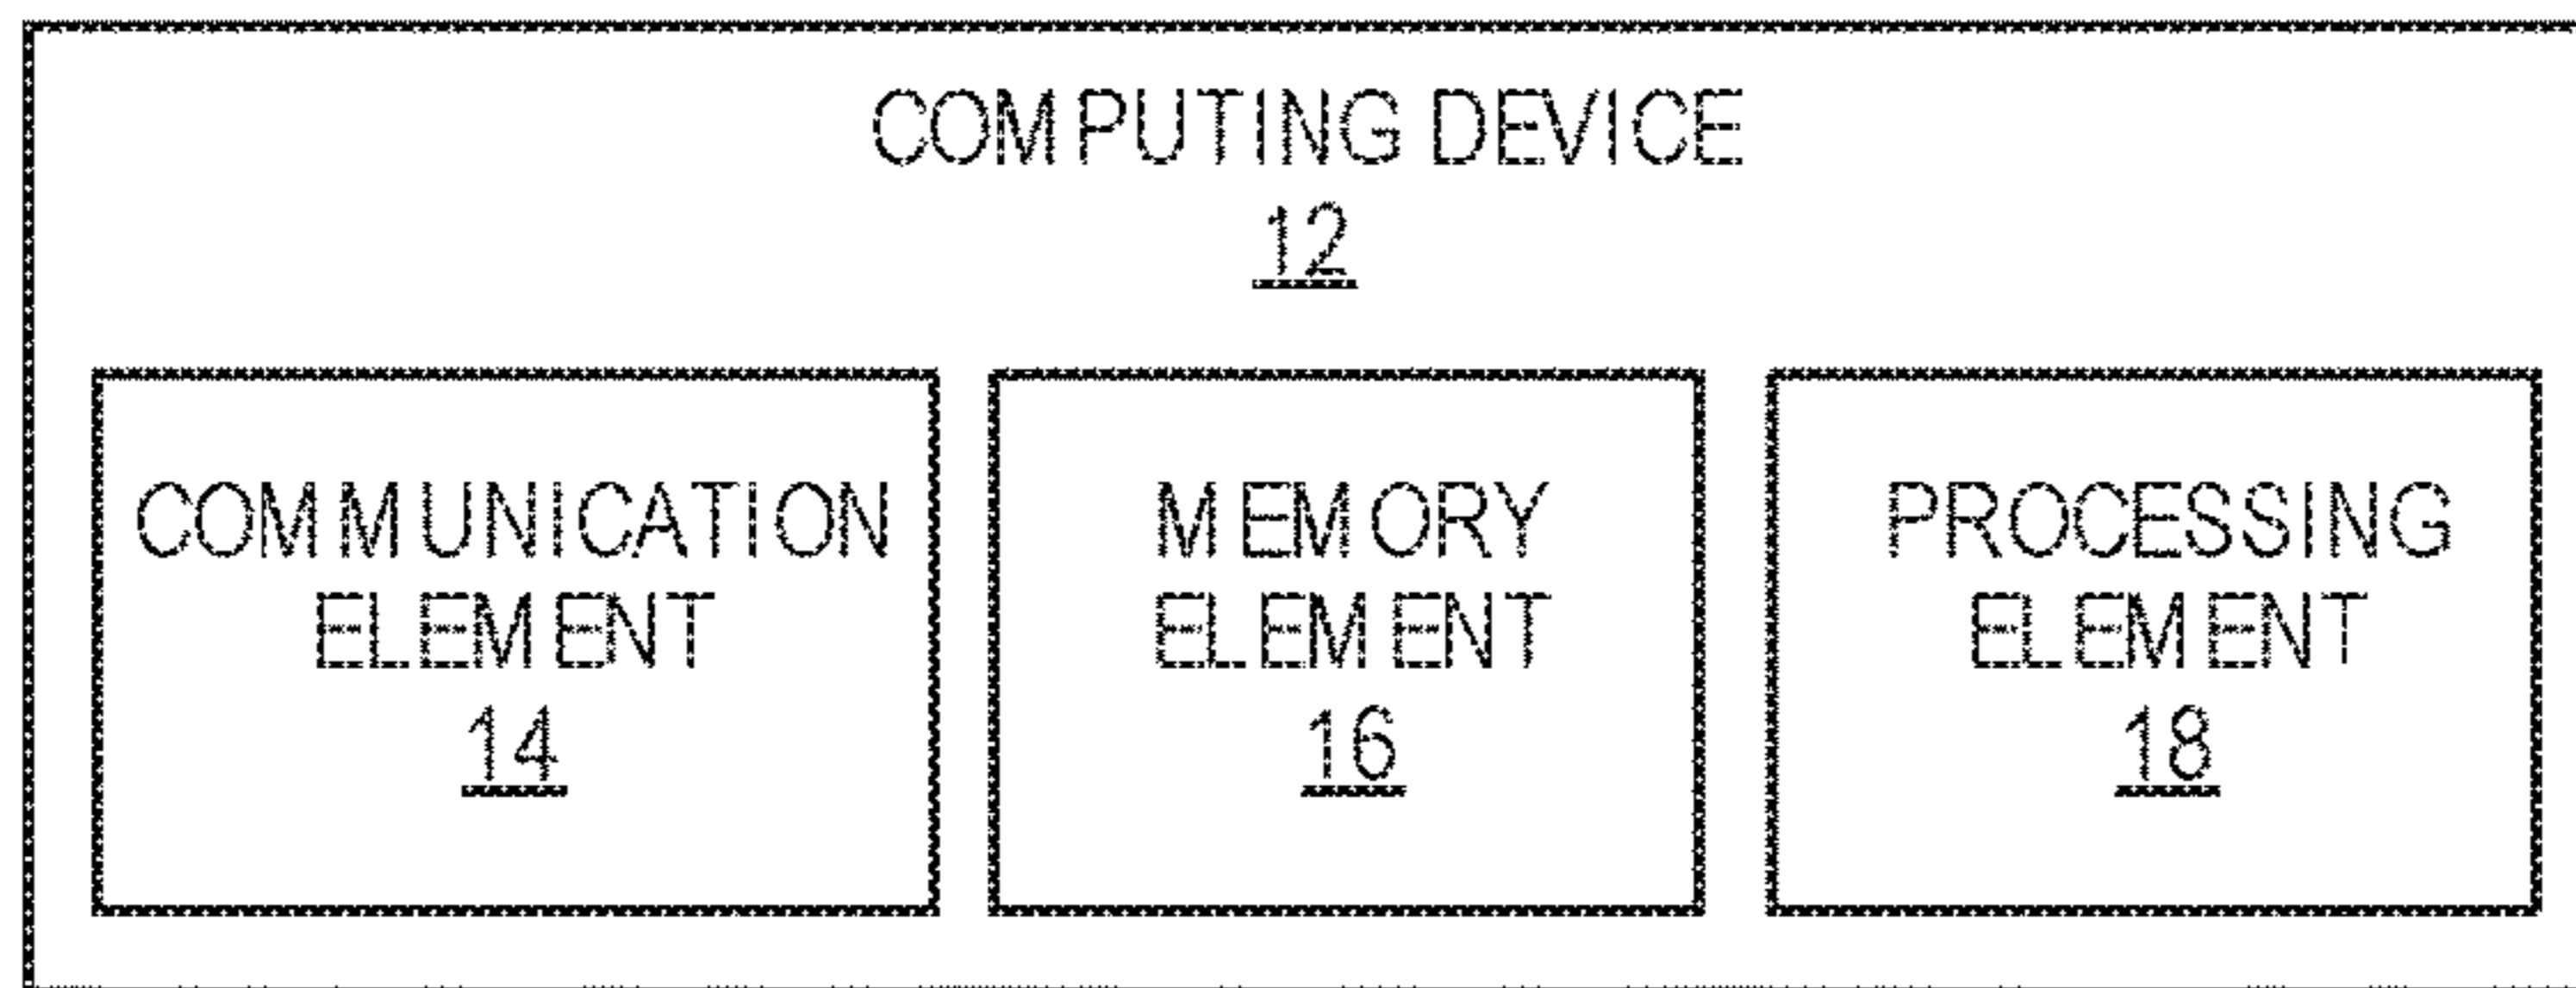 COMPUTING DEVICE
12
COMMUNICATION
ELEMENT
14
MEMORY
ELEMENT
16
PROCESSING
ELEMENT
18